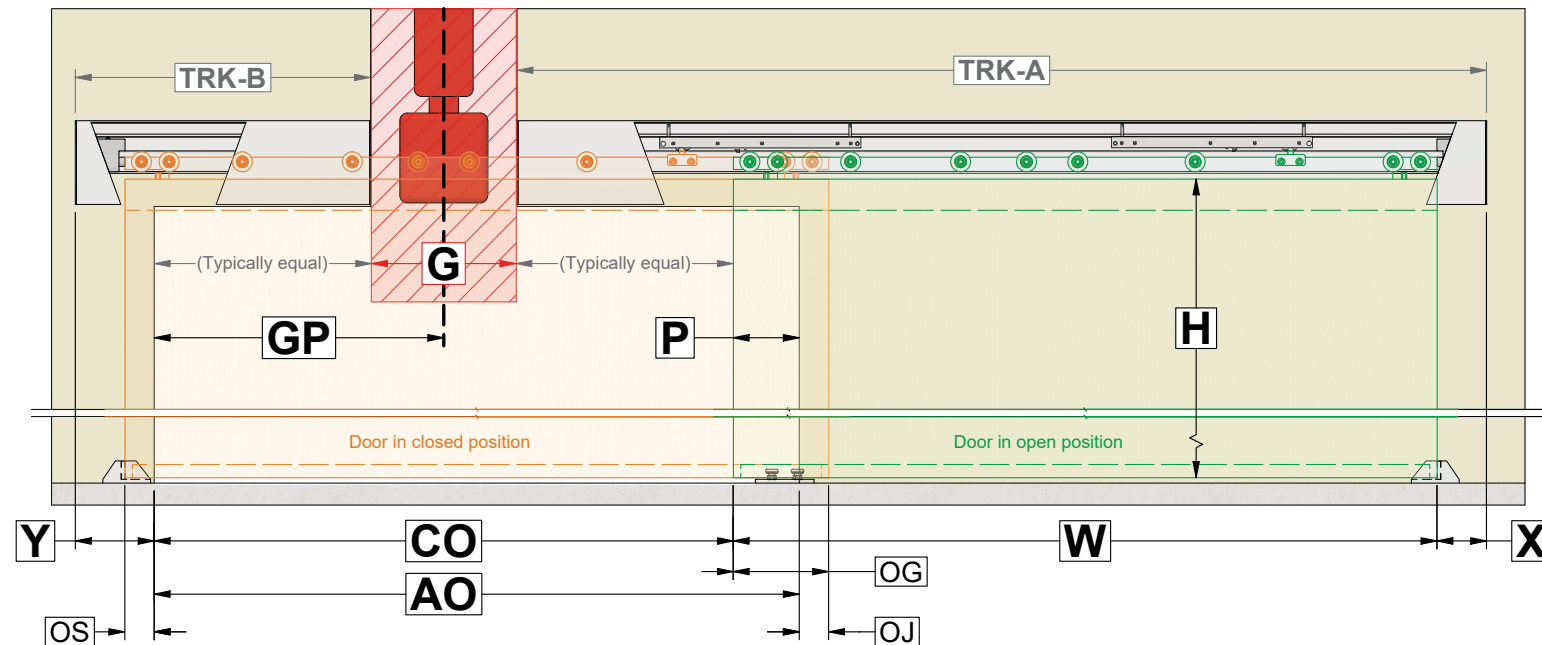 TRK-B
TRK-A
(Typically equal)
G
(Typically equal)
GP
P
H
Door in closed position
Door in open position
Y
CO
W
X
OG
AO
OS
OJ